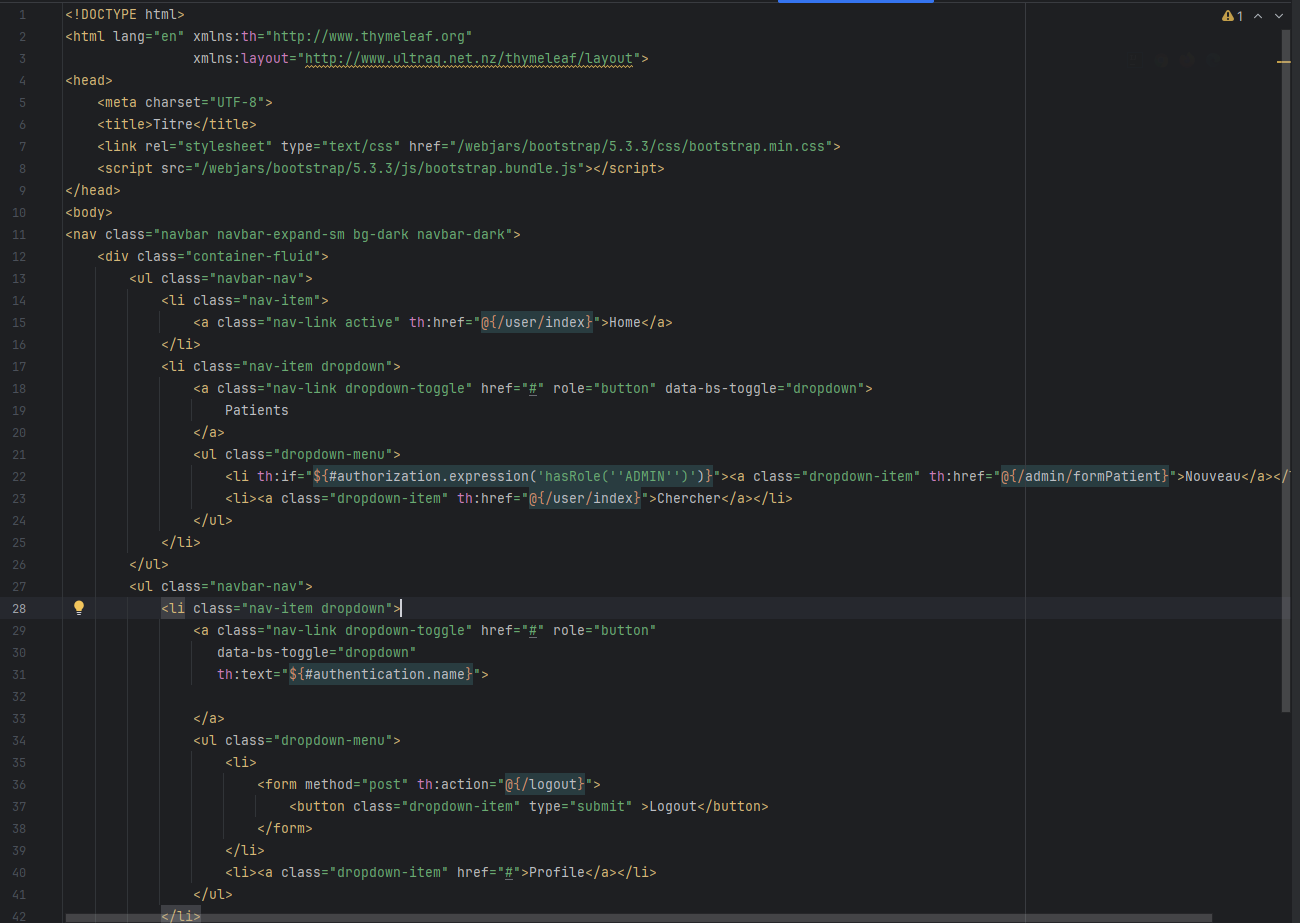 1 <!DOCTYPE html>
2 <html lang="en" xmlns:th="http://www.thymeleaf.org"
3 xmlns:layout="http://www.ultraq.net.nz/thymeleaf/layout">
4 <head>
5 <meta charset="UTF-8">
6 <title>Titre</title>
7 <link rel="stylesheet" type="text/css" href="/webjars/bootstrap/5.3.3/css/bootstrap.min.css">
8 <script src="/webjars/bootstrap/5.3.3/js/bootstrap.bundle.js"></script>
9 </head>
10 <body>
11 <nav class="navbar navbar-expand-sm bg-dark navbar-dark">
12 <div class="container-fluid">
13 <ul class="navbar-nav">
14 <li class="nav-item">
15 <a class="nav-link active" th:href="@{/user/index}">Home</a>
16 </li>
17 <li class="nav-item dropdown">
18 <a class="nav-link dropdown-toggle" href="#" role="button" data-bs-toggle="dropdown">
19 Patients
20 </a>
21 <ul class="dropdown-menu">
22 <li th:if="${#authorization.expression('hasRole(''ADMIN'')')}"><a class="dropdown-item" th:href="@{/admin/formPatient}">Nouveau</a></
23 <li><a class="dropdown-item" th:href="@{/user/index}">Chercher</a></li>
24 </ul>
25 </li>
26 </ul>
27 <ul class="navbar-nav">
28 <li class="nav-item dropdown">
29 <a class="nav-link dropdown-toggle" href="#" role="button"
30 data-bs-toggle="dropdown"
31 th:text="${#authentication.name}">
32
33 </a>
34 <ul class="dropdown-menu">
35 <li>
36 <form method="post" th:action="@{/logout}">
37 <button class="dropdown-item" type="submit" >Logout</button>
38 </form>
39 </li>
40 <li><a class="dropdown-item" href="#">Profile</a></li>
41 </ul>
42 </li>
1